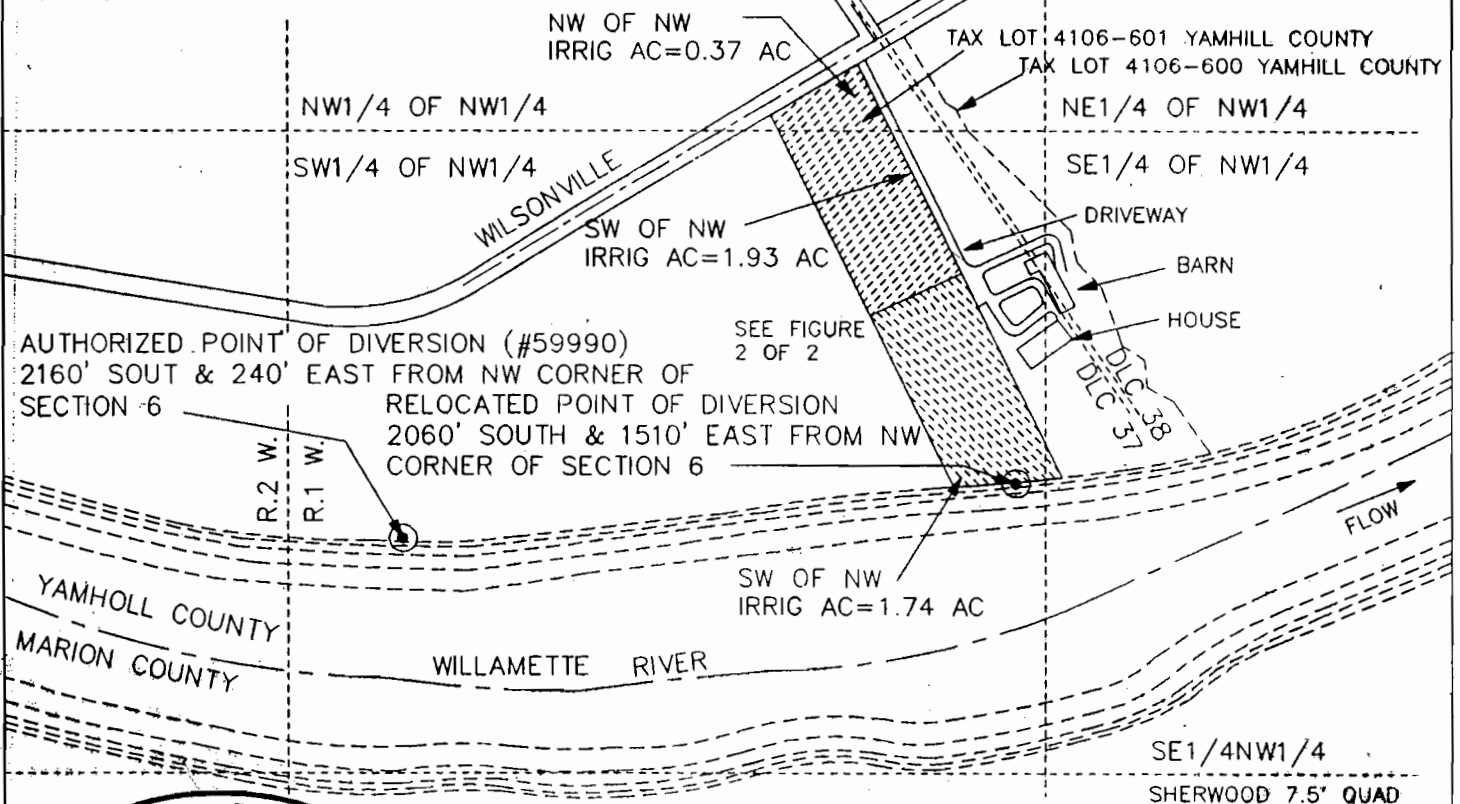 NW OF NW
IRRIG AC=0.37 AC
TAX LOT 4106-601 YAMHILL COUNTY
TAX LOT 4106-600 YAMHILL COUNTY
NW1/4 OF NW1/4
NE1/4 OF NW1/4
SW1/4 OF NW1/4
SE1/4 OF NW1/4
WILSONVILLE
SW OF NW
IRRIG AC=1.93 AC
DRIVEWAY
BARN
HOUSE
SEE FIGURE
2 OF 2
AUTHORIZED POINT OF DIVERSION (#59990)
2160' SOUT & 240' EAST FROM NW CORNER OF
SECTION 6
RELOCATED POINT OF DIVERSION
2060' SOUTH & 1510' EAST FROM NW
CORNER OF SECTION 6
DLC 38
DLC 37
R.2 W.
R.1 W.
FLOW
SW OF NW
IRRIG AC=1.74 AC
YAMHOLL COUNTY
MARION COUNTY
WILLAMETTE RIVER
SE1/4NW1/4
SHERWOOD 7.5' QUAD